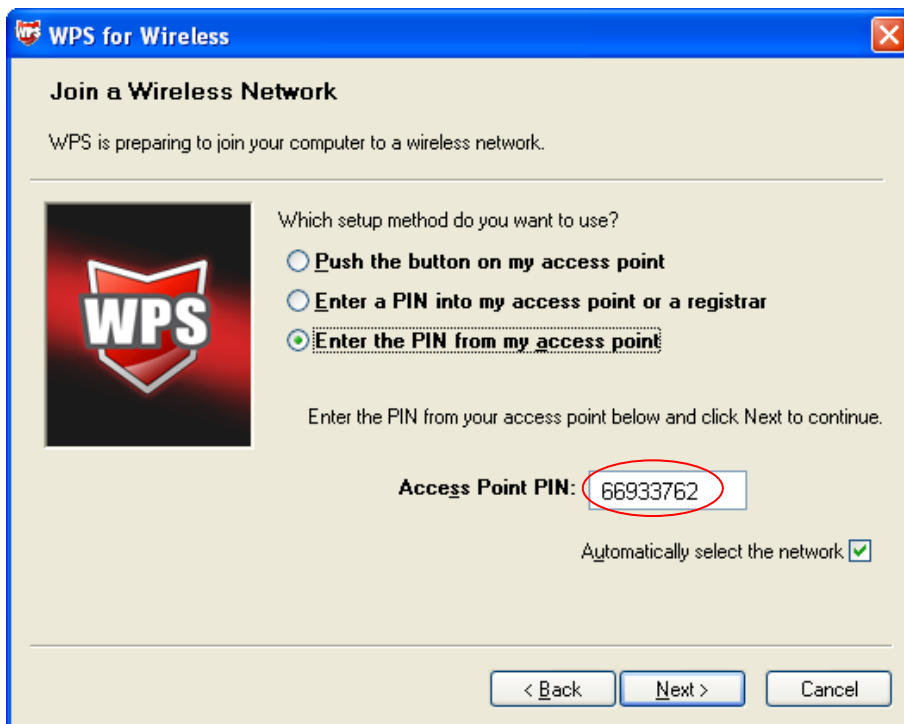 WPS for Wireless
Join a Wireless Network
WPS is preparing to join your computer to a wireless network.
Which setup method do you want to use?
Push the button on my access point
Enter a PIN into my access point or a registrar
Enter the PIN from my access point
WPS
Enter the PIN from your access point below and click Next to continue.
Access Point PIN: 66933762
Automatically select the network
< Back Next > Cancel